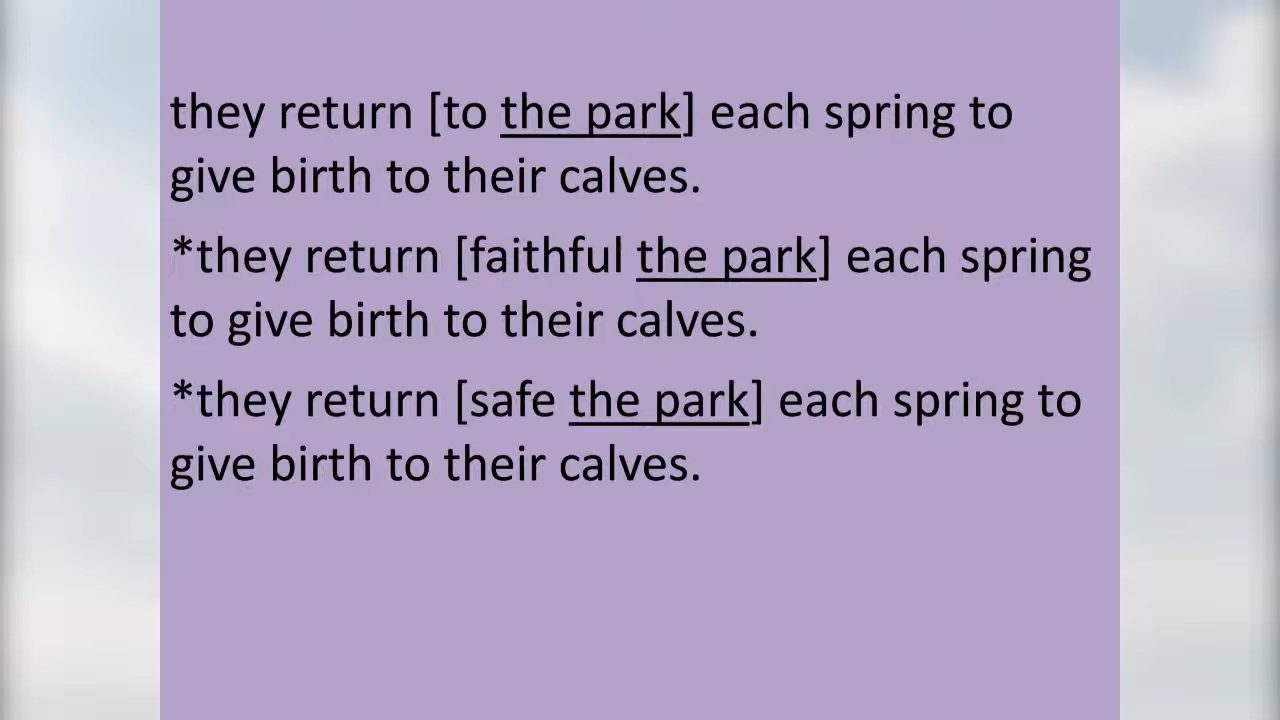 they return [to the park] each spring to
give birth to their calves.
*they return [faithful the park] each spring
to give birth to their calves.
*they return [safe the park] each spring to
give birth to their calves.